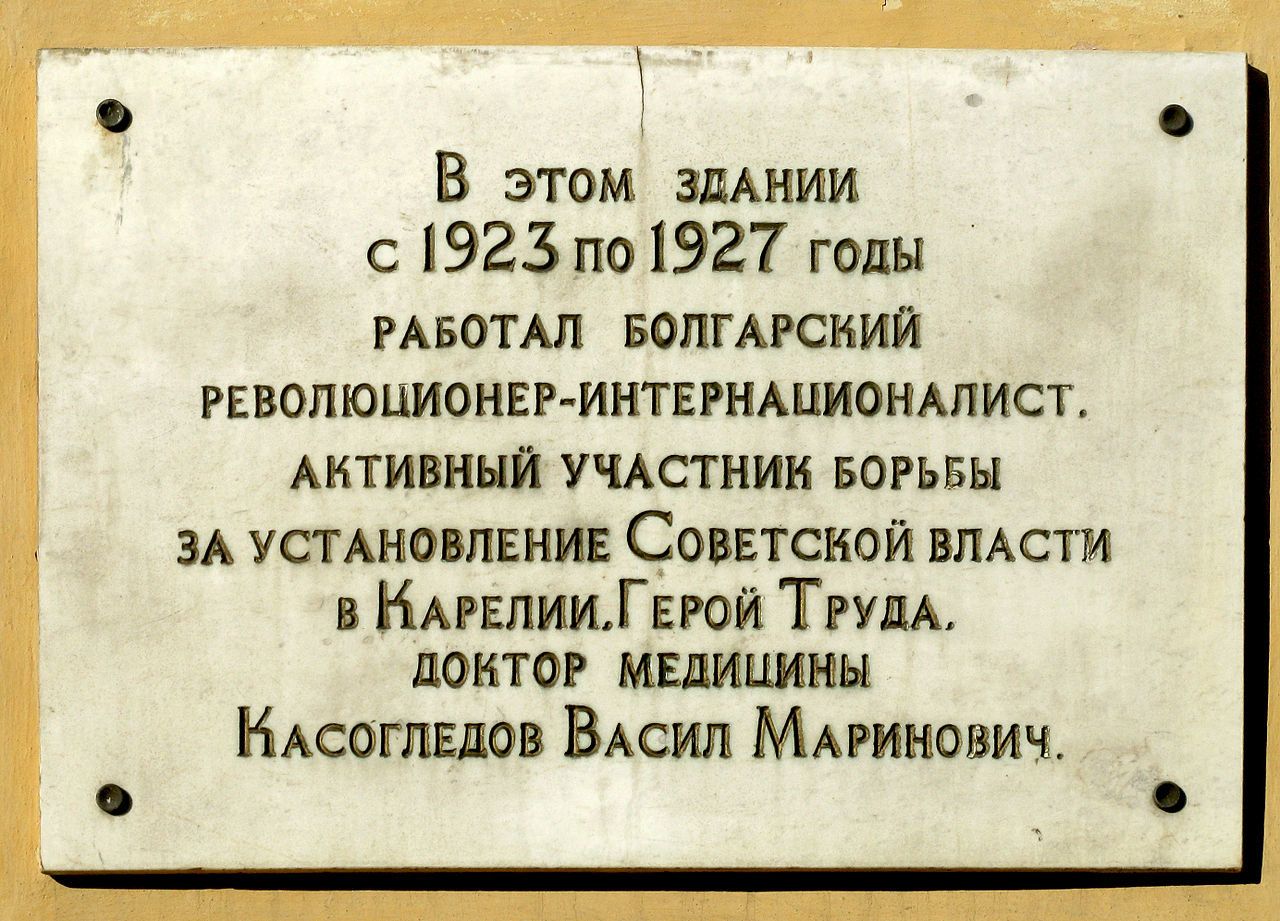 В этом здании
с 1923 по 1927 годы
работал болгарский
революционер-интернационалист.
активный участник борьбы
за установление Советской власти
в Карелии. Герой Труда.
доктор медицины
Касогледов Васил Маринович.